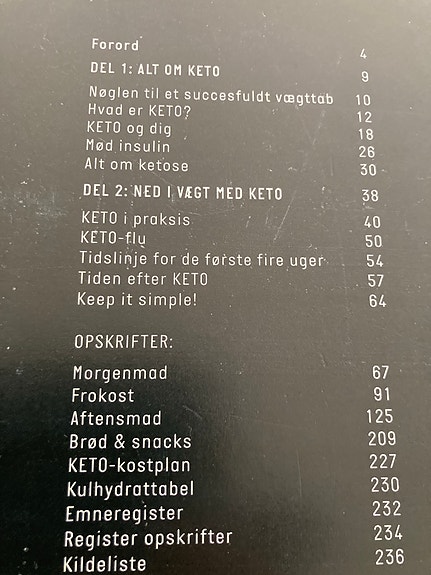 Forord 4
DEL 1: ALT OM KETO 9
Nøglen til et succesfuldt vægttab 10
Hvad er KETO? 12
KETO og dig 18
Mød insulin 26
Alt om ketose 30
DEL 2: NED I VÆGT MED KETO 38
KETO i praksis 40
KETO-flu 50
Tidslinje for de første fire uger 54
Tiden efter KETO 57
Keep it simple! 64
OPSKRIFTER:
Morgenmad 67
Frokost 91
Aftensmad 125
Brød & snacks 209
KETO-kostplan 227
Kulhydrattabel 230
Emneregister 232
Register opskrifter 234
Kildeliste 236